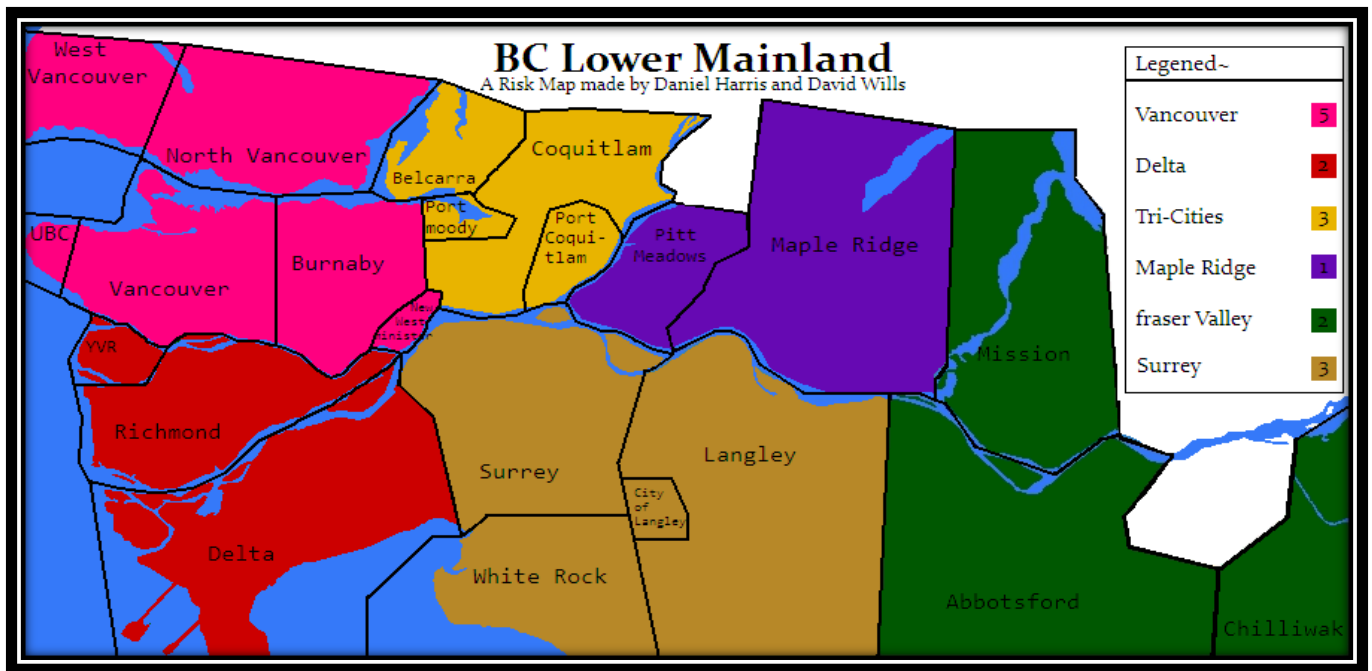 BC Lower Mainland
A Risk Map made by Daniel Harris and David Wills
Legened~
Vancouver 5
Delta 2
Tri-Cities 3
Maple Ridge 1
fraser Valley 2
Surrey 3
West
Vancouver
North Vancouver
Belcarra
Coquitlam
Port
moody
Port
Coqui-
tlam
Pitt
Meadows
Maple Ridge
UBC
Vancouver
Burnaby
New
West
minister
YVR
Richmond
Delta
Surrey
White Rock
Langley
City
of
Langley
Mission
Abbotsford
Chilliwak